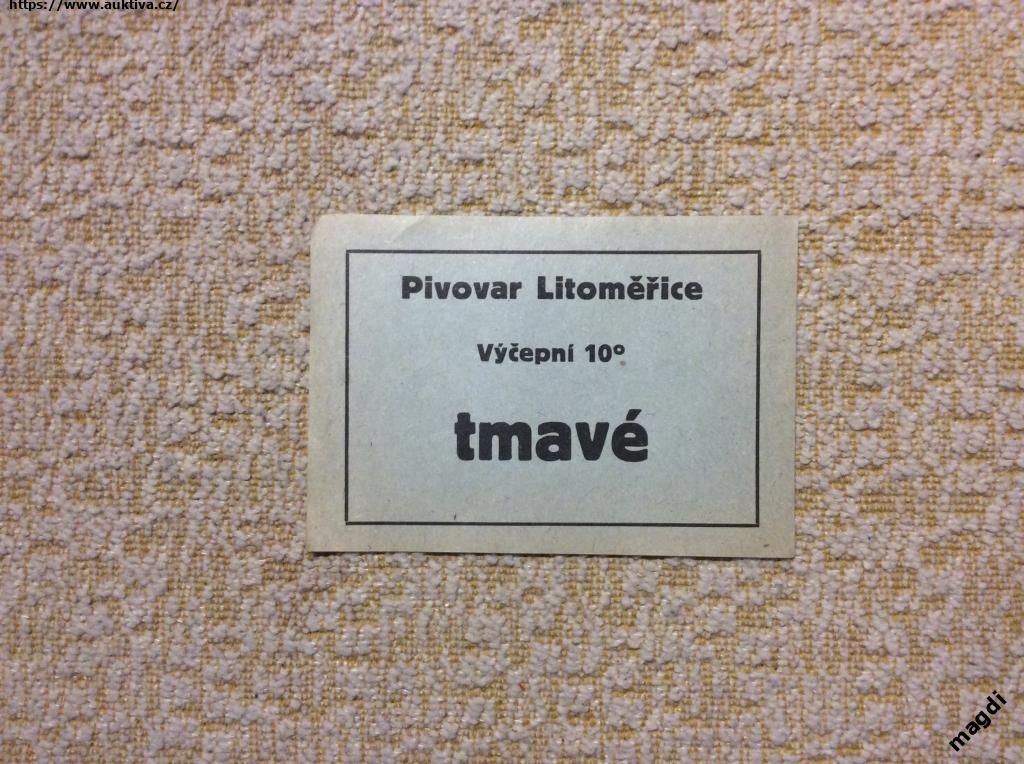 https://www.auktiva.cz/
Pivovar Litoměřice
Výčepní 10°
tmavé
magdi